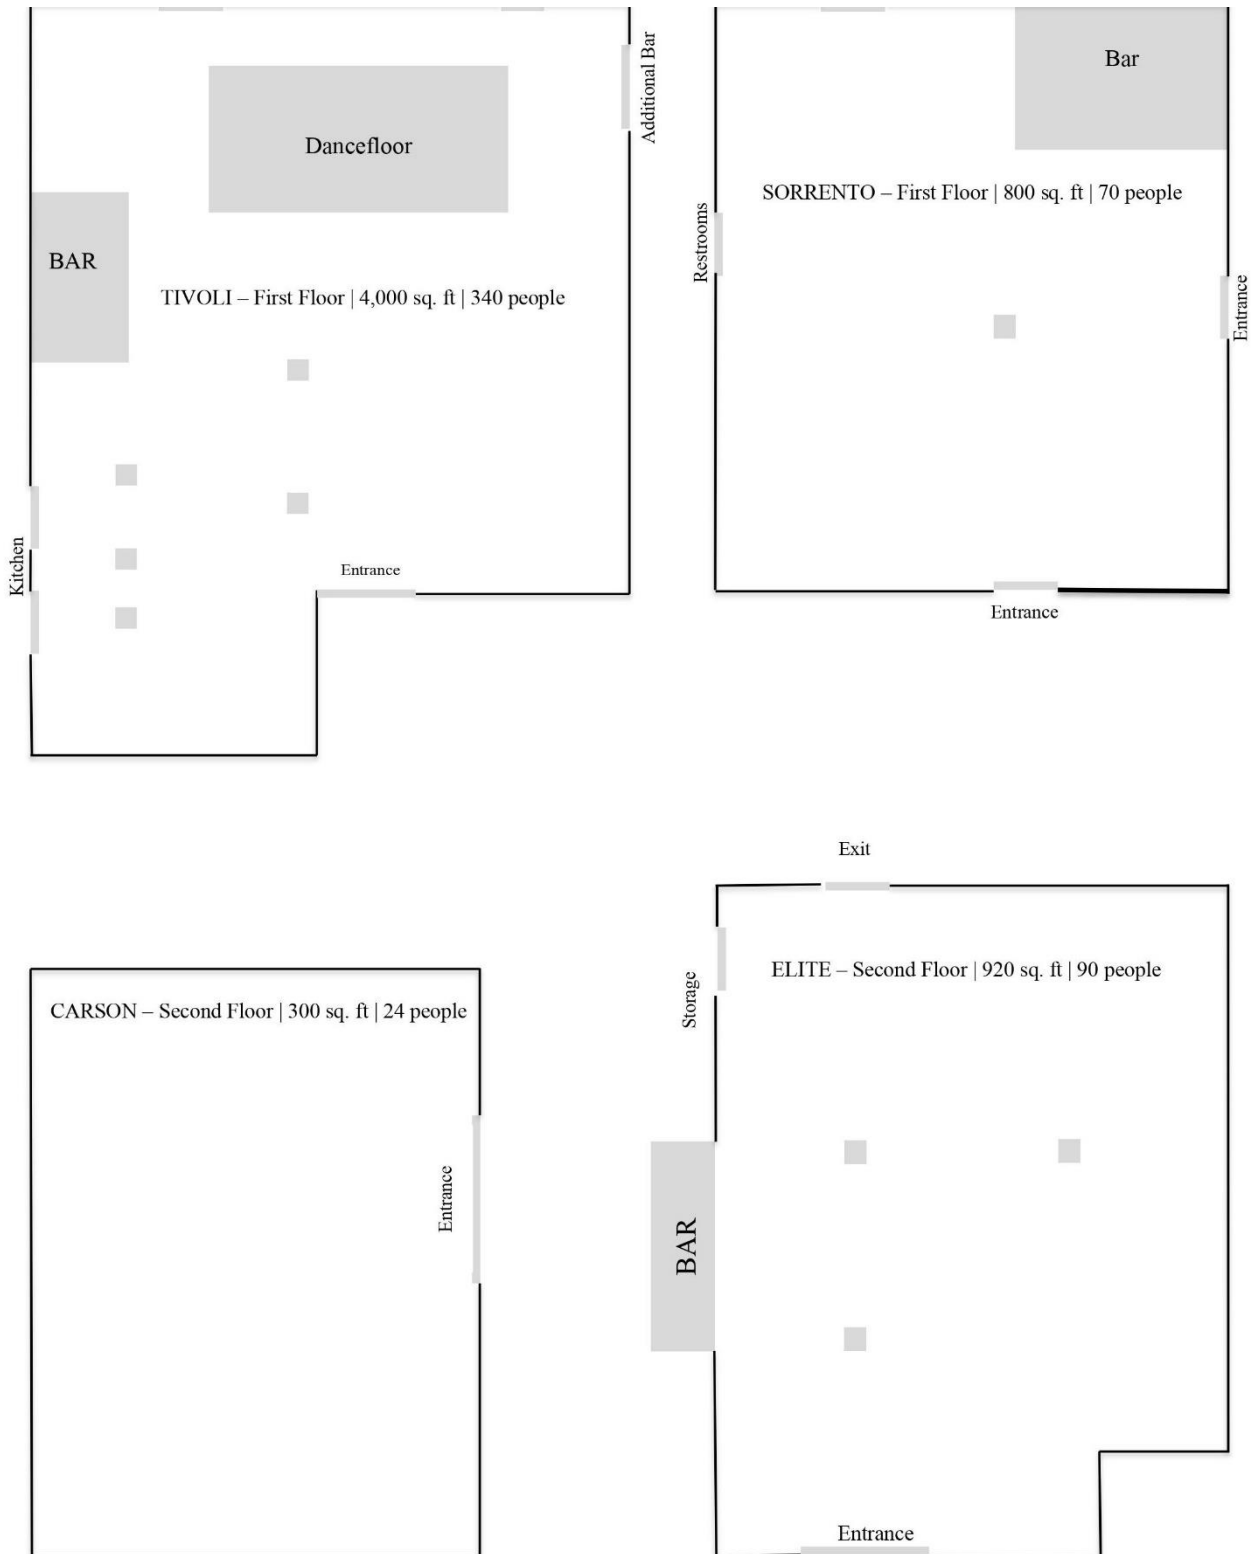 Additional Bar
Dancefloor
BAR
TIVOLI – First Floor | 4,000 sq. ft | 340 people
Kitchen
Entrance
Bar
SORRENTO – First Floor | 800 sq. ft | 70 people
Restrooms
Entrance
Entrance
CARSON – Second Floor | 300 sq. ft | 24 people
Entrance
Exit
ELITE – Second Floor | 920 sq. ft | 90 people
Storage
BAR
Entrance